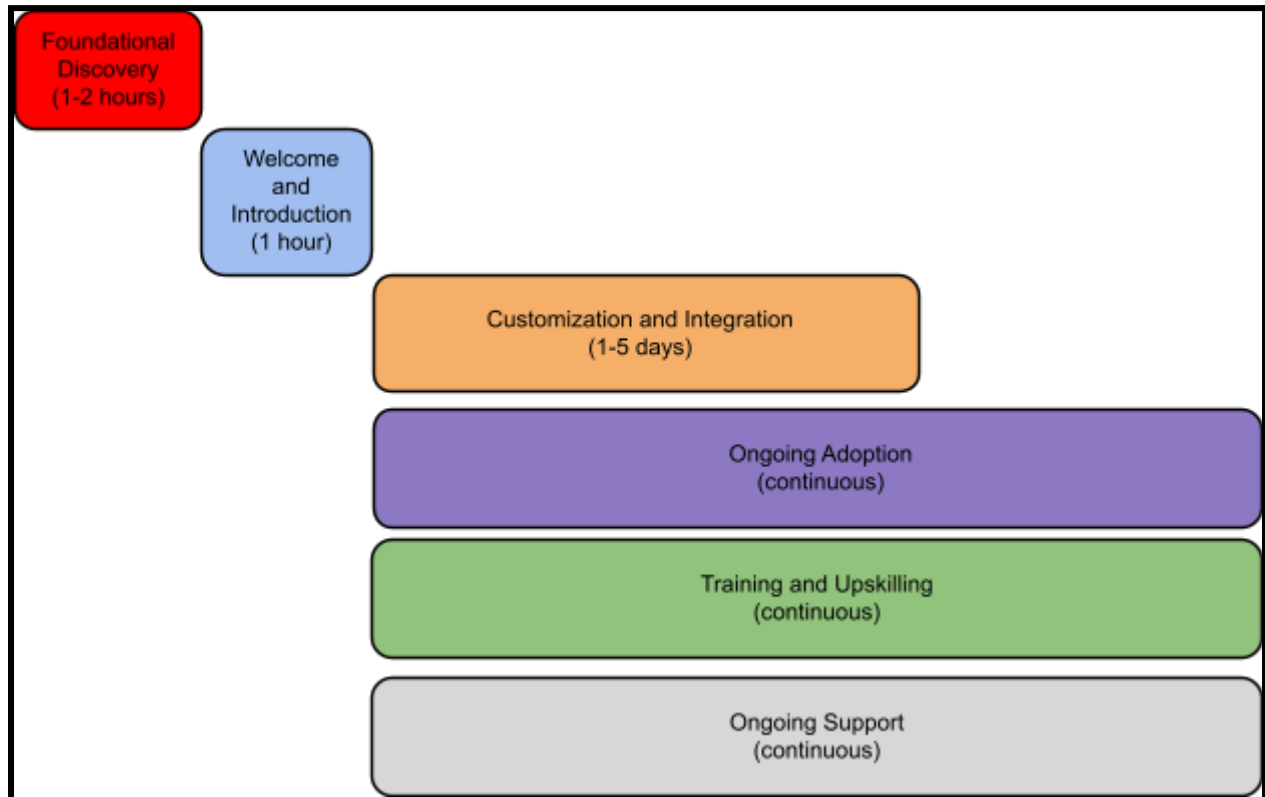 Foundational
Discovery
(1-2 hours)
Welcome
and
Introduction
(1 hour)
Customization and Integration
(1-5 days)
Ongoing Adoption
(continuous)
Training and Upskilling
(continuous)
Ongoing Support
(continuous)